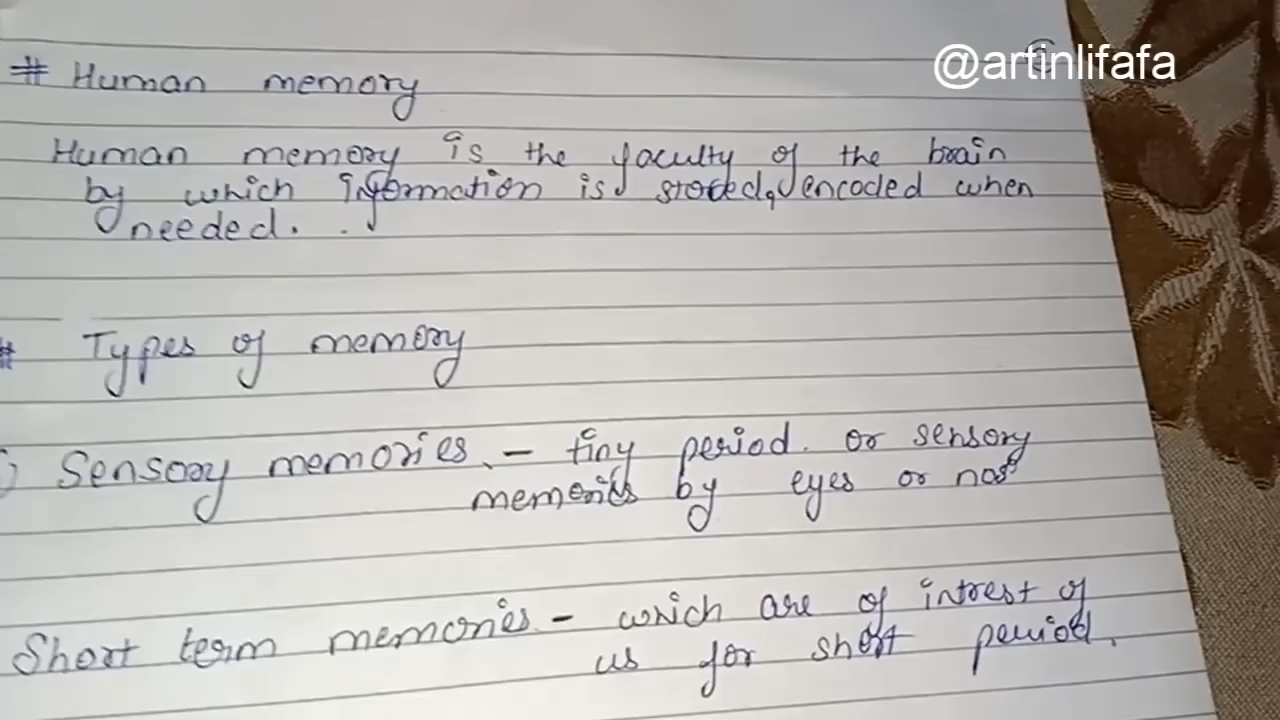 @artinlifafa
# Human memory
Human memory is the faculty of the brain
by which information is stored, encoded when
needed.
# Types of memory
Sensory memories - tiny period. or sensory
memories by eyes or nose
Short term memories - which are of intrest of
us for short period.